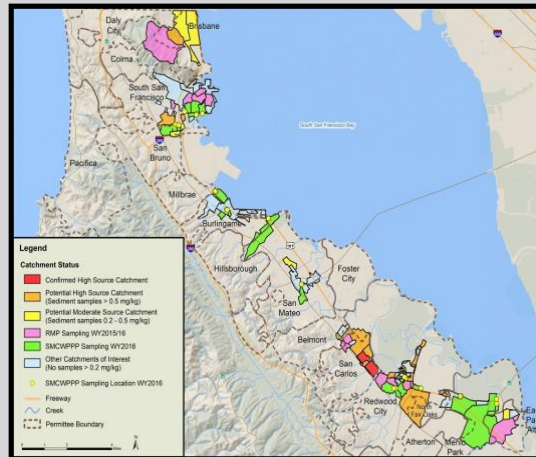 Daly
City
Brisbane
Colma
South San
Francisco
South San Francisco Bay
San
Bruno
Pacifica
Millbrae
Burlingame
Hillsborough
Foster
City
San
Mateo
Belmont
San
Carlos
Redwood
City
North
Fair Oaks
Atherton
Menlo
Park
Legend
Catchment Status
Confirmed High Source Catchment
Potential High Source Catchment
(Sediment samples > 0.5 mg/kg)
Potential Moderate Source Catchment
(Sediment samples 0.2 - 0.5 mg/kg)
RMP Sampling WY2015/16
SMCWPPP Sampling WY2016
Other Catchments of Interest
(No samples > 0.2 mg/kg)
SMCWPPP Sampling Location WY2016
Freeway
Creek
Permittee Boundary